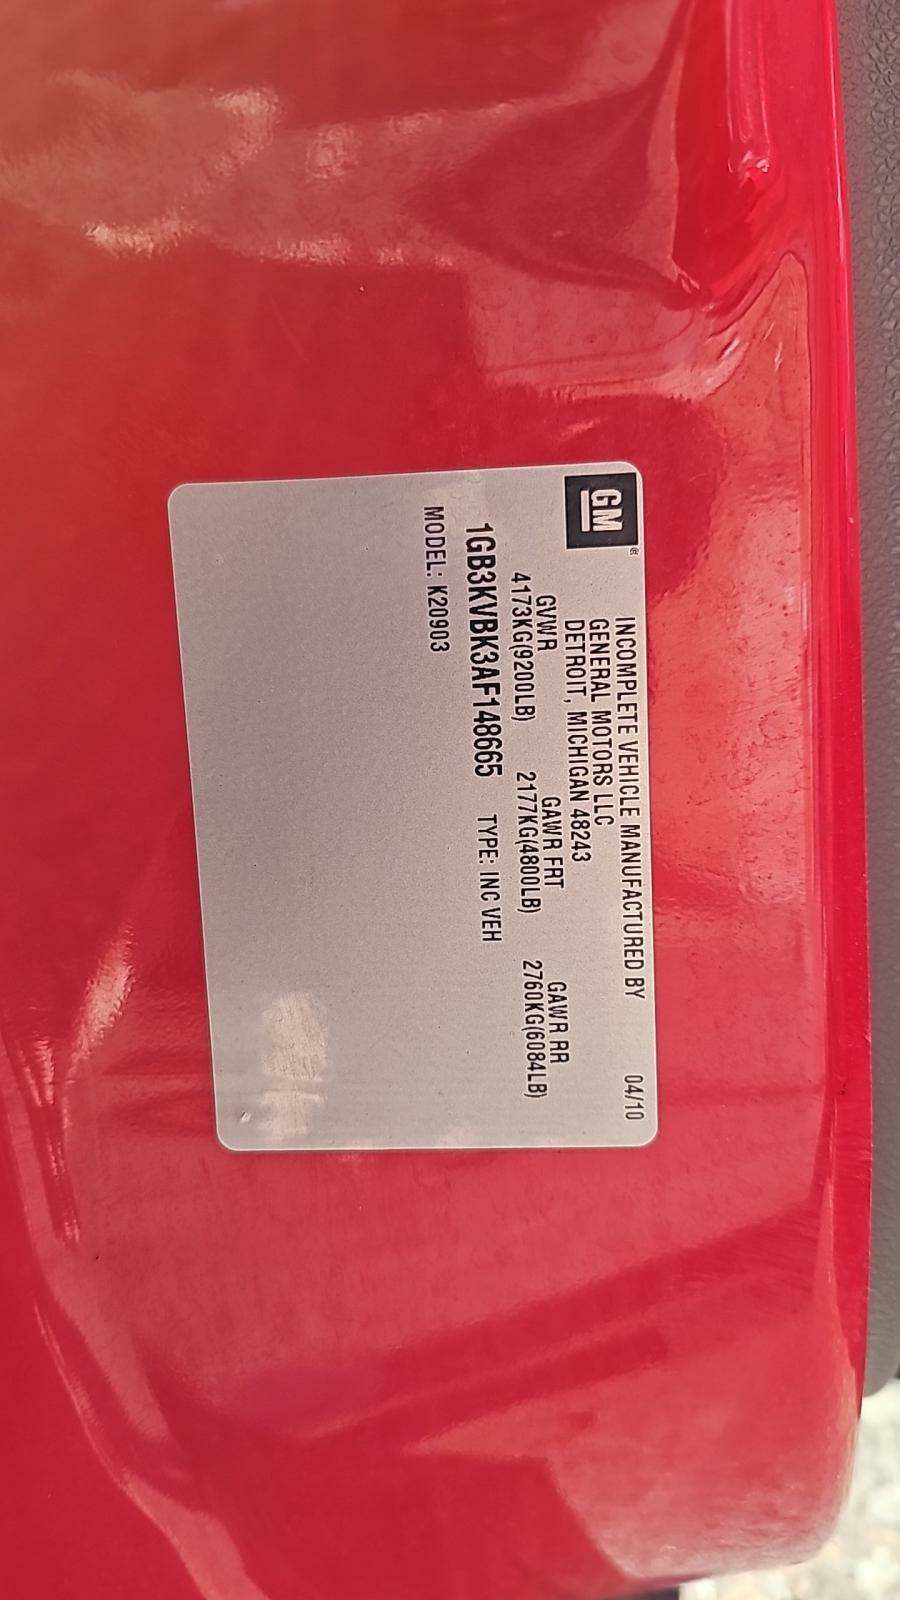 GM
INCOMPLETE VEHICLE MANUFACTURED BY 04/10
GENERAL MOTORS LLC
DETROIT, MICHIGAN 48243
GVWR GAWR FRT GAWR RR
4173KG(9200LB) 2177KG(4800LB) 2760KG(6084LB)
1GB3KVBK3AF148665 TYPE: INC VEH
MODEL: K20903